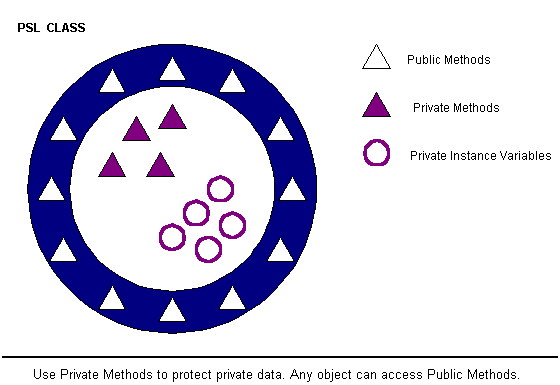 PSL CLASS
Public Methods
Private Methods
Private Instance Variables
Use Private Methods to protect private data. Any object can access Public Methods.